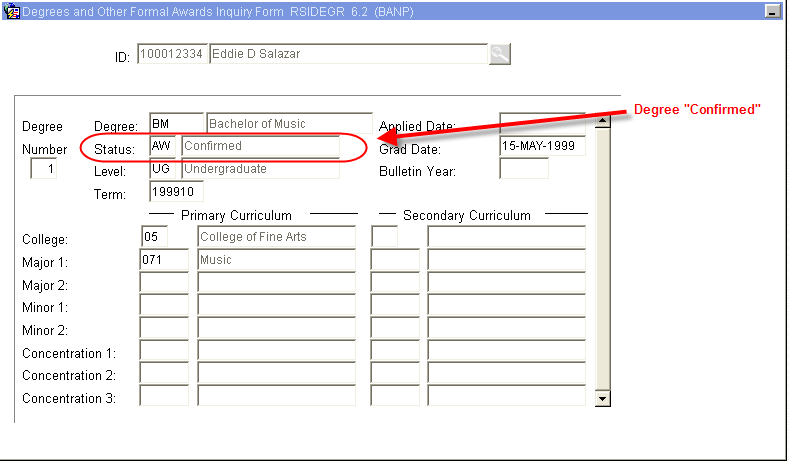 Degrees and Other Formal Awards Inquiry Form RSIDEGR 6.2 (BANP)
ID: 100012334 Eddie D Salazar
Degree "Confirmed"
Degree Degree: BM Bachelor of Music Applied Date:
Number Status: AW Confirmed Grad Date: 15-MAY-1999
1 Level: UG Undergraduate Bulletin Year:
Term: 199910
Primary Curriculum Secondary Curriculum
College: 05 College of Fine Arts
Major 1: 071 Music
Major 2:
Minor 1:
Minor 2:
Concentration 1:
Concentration 2:
Concentration 3: